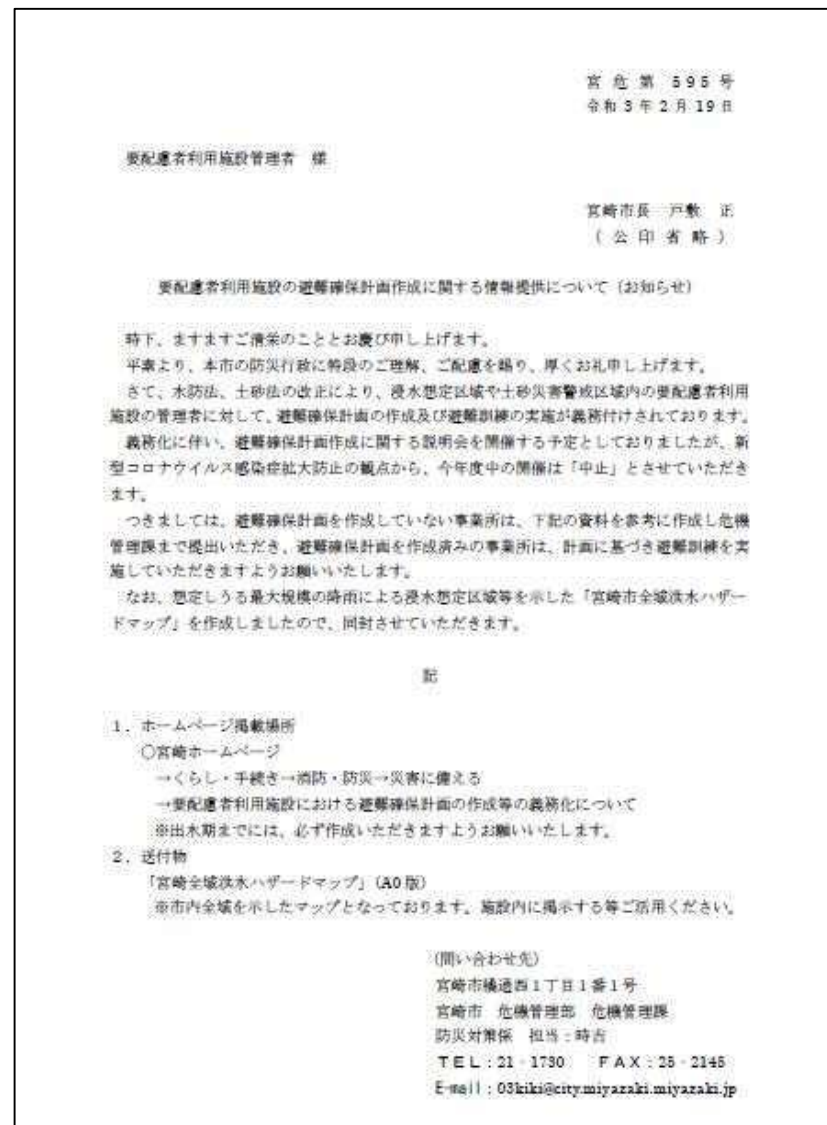 宮危第 595号
令和3年2月19日
要配慮者利用施設管理者　様
宮崎市長　戸敷　正
（公印省略）
要配慮者利用施設の避難確保計画作成に関する情報提供について（お知らせ）
時下、ますますご清栄のこととお慶び申し上げます。
平素より、本市の防災行政に特段のご理解、ご配慮を賜り、厚くお礼申し上げます。
さて、水防法、土砂法の改正により、浸水想定区域や土砂災害警戒区域内の要配慮者利用
施設の管理者に対して、避難確保計画の作成及び避難訓練の実施が義務付けされております。
義務化に伴い、避難確保計画作成に関する説明会を開催する予定としておりましたが、新
型コロナウイルス感染症拡大防止の観点から、今年度中の開催は「中止」とさせていただき
ます。
つきましては、避難確保計画を作成していない事業所は、下記の資料を参考に作成し危機
管理課まで提出いただき、避難確保計画を作成済みの事業所は、計画に基づき避難訓練を実
施していただきますようお願いいたします。
なお、想定しうる最大規模の降雨による浸水想定区域等を示した「宮崎市全域洪水ハザー
ドマップ」を作成しましたので、同封させていただきます。
記
１．ホームページ掲載場所
○宮崎ホームページ
→くらし・手続き→消防・防災→災害に備える
→要配慮者利用施設における避難確保計画の作成等の義務化について
※出水期までには、必ず作成いただきますようお願いいたします。
２．送付物
「宮崎全域洪水ハザードマップ」（A0版）
※市内全域を示したマップとなっております。施設内に掲示する等ご活用ください。
（問い合わせ先）
宮崎市橘通西１丁目１番１号
宮崎市　危機管理部　危機管理課
防災対策係　担当：時吉
ＴＥＬ：21‐1730　ＦＡＸ：25‐2145
E-mail：03kiki@city.miyazaki.miyazaki.jp